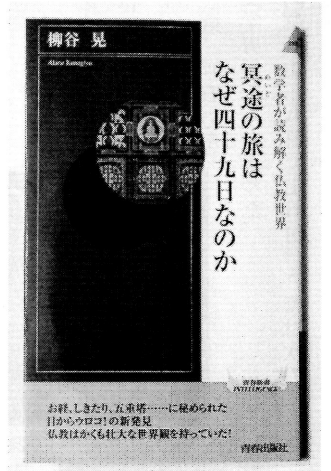 数学者が読み解く仏教世界
冥途の旅は
なぜ四十九日なのか
めいど
柳谷 晃
Akira Yanagiya
青春新書
INTELLIGENCE
お経、しきたり、五重塔……に秘められた
目からウロコ!の新発見
仏教はかくも壮大な世界観を持っていた!
青春出版社